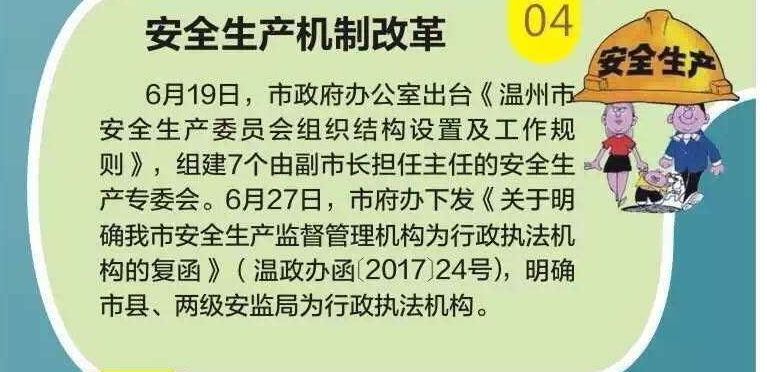 安全生产机制改革
04
安全生产
6月19日，市政府办公室出台《温州市
安全生产委员会组织结构设置及工作规
则》，组建7个由副市长担任主任的安全生
产专委会。6月27日，市府办下发《关于明
确我市安全生产监督管理机构为行政执法机
构的复函》（温政办函〔2017〕24号），明确
市县、两级安监局为行政执法机构。